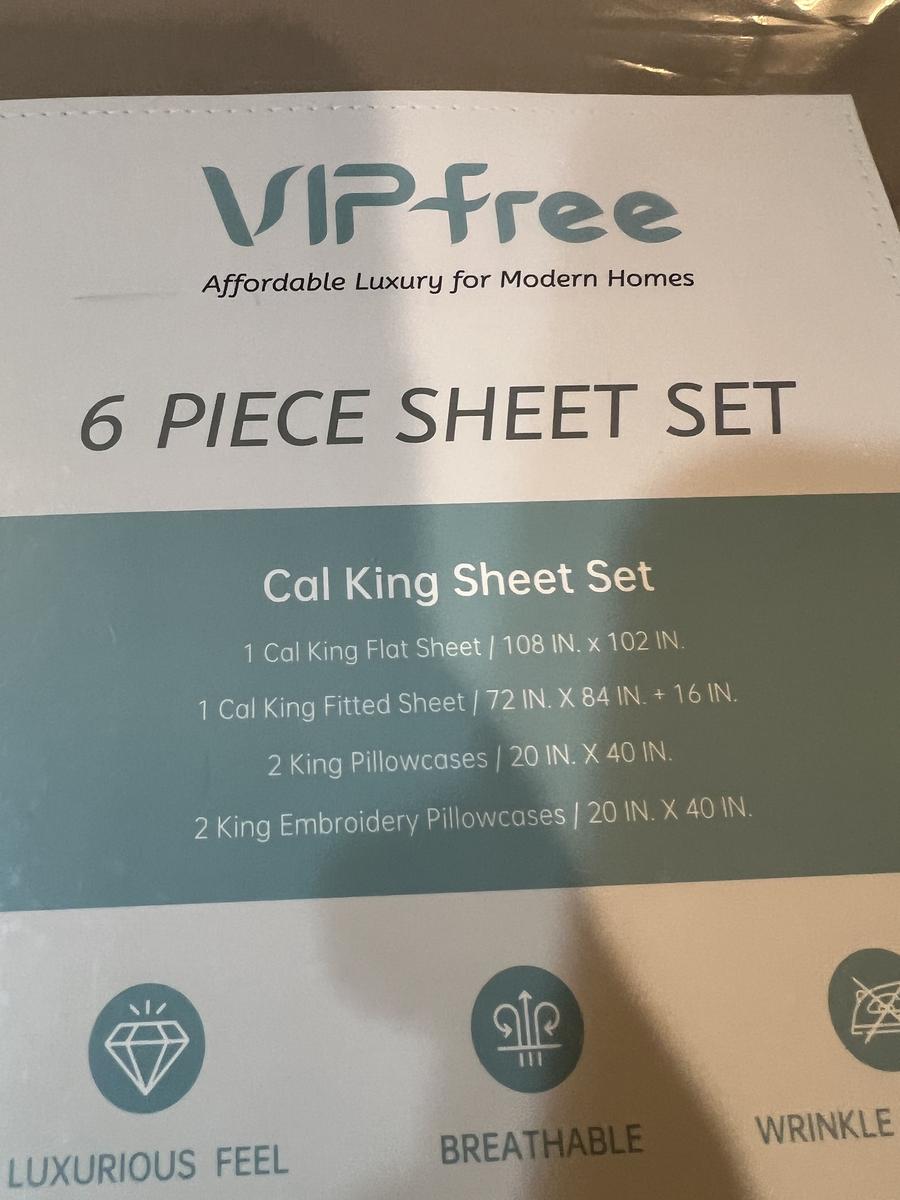 VIPfree
Affordable Luxury for Modern Homes
6 PIECE SHEET SET
Cal King Sheet Set
1 Cal King Flat Sheet / 108 IN. x 102 IN.
1 Cal King Fitted Sheet / 72 IN. X 84 IN. + 16 IN.
2 King Pillowcases / 20 IN. X 40 IN.
2 King Embroidery Pillowcases / 20 IN. X 40 IN.
LUXURIOUS FEEL
BREATHABLE
WRINKLE